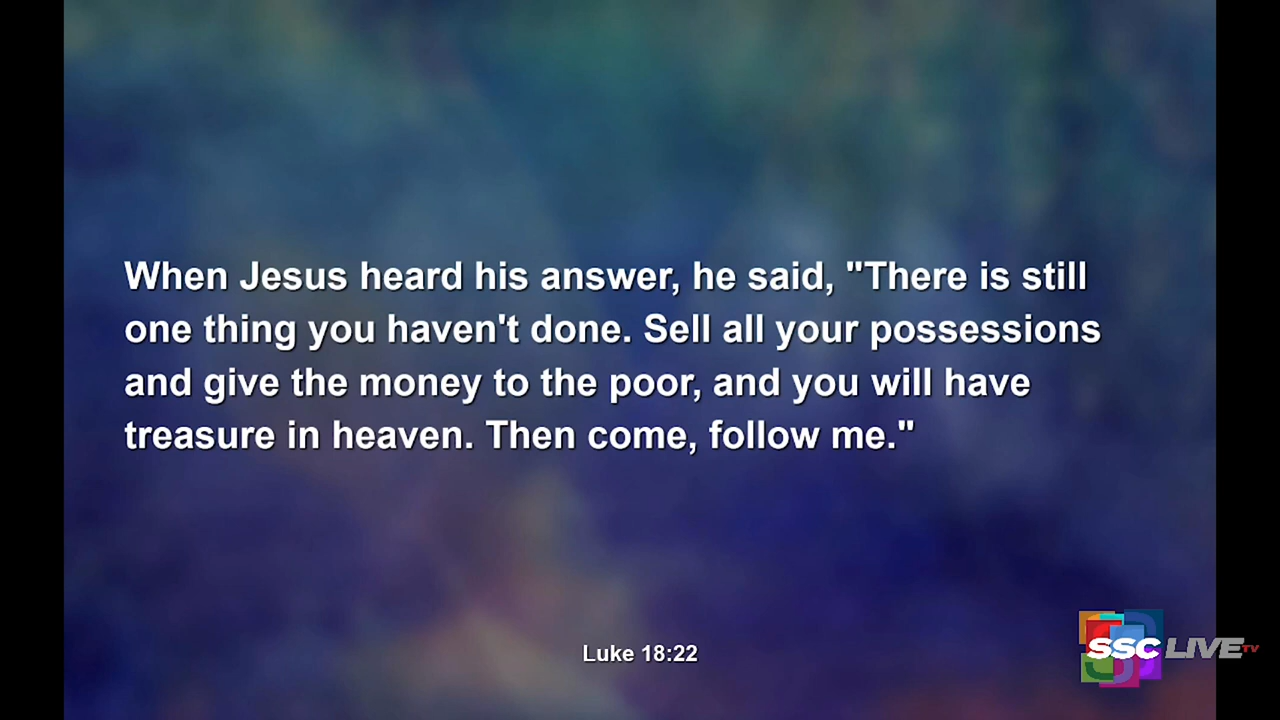 When Jesus heard his answer, he said, "There is still
one thing you haven't done. Sell all your possessions
and give the money to the poor, and you will have
treasure in heaven. Then come, follow me."
Luke 18:22
SSC LIVE TV